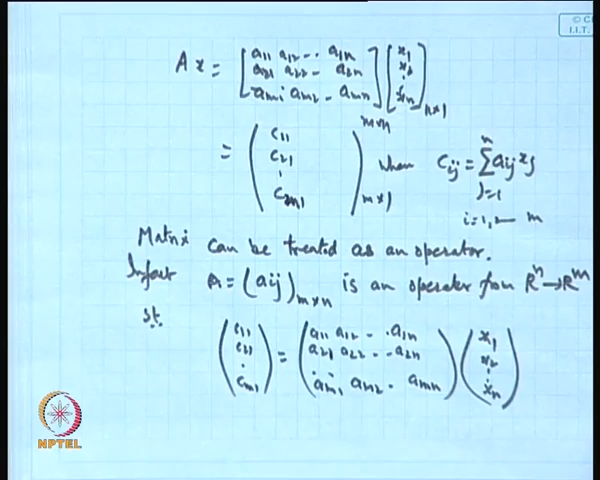 © C
I.I.T.
A x = [ a11 a12 -. a1n
a21 a22 - a2n
am1 am2 - amn ] m×n [ x1
x2
.
xn ] n×1
= ( c11
c21
.
cm1 ) m×1 when cij = n∑j=1 aij xj
i=1,2,— m
Matrix can be treated as an operator.
Infact A = (aij) m×n is an operator from R^n → R^m
st.
( c11
c21
.
cm1 ) = ( a11 a12 -. a1n
a21 a22 -. a2n
am1 am2 . amn ) ( x1
x2
.
xn )
NPTEL